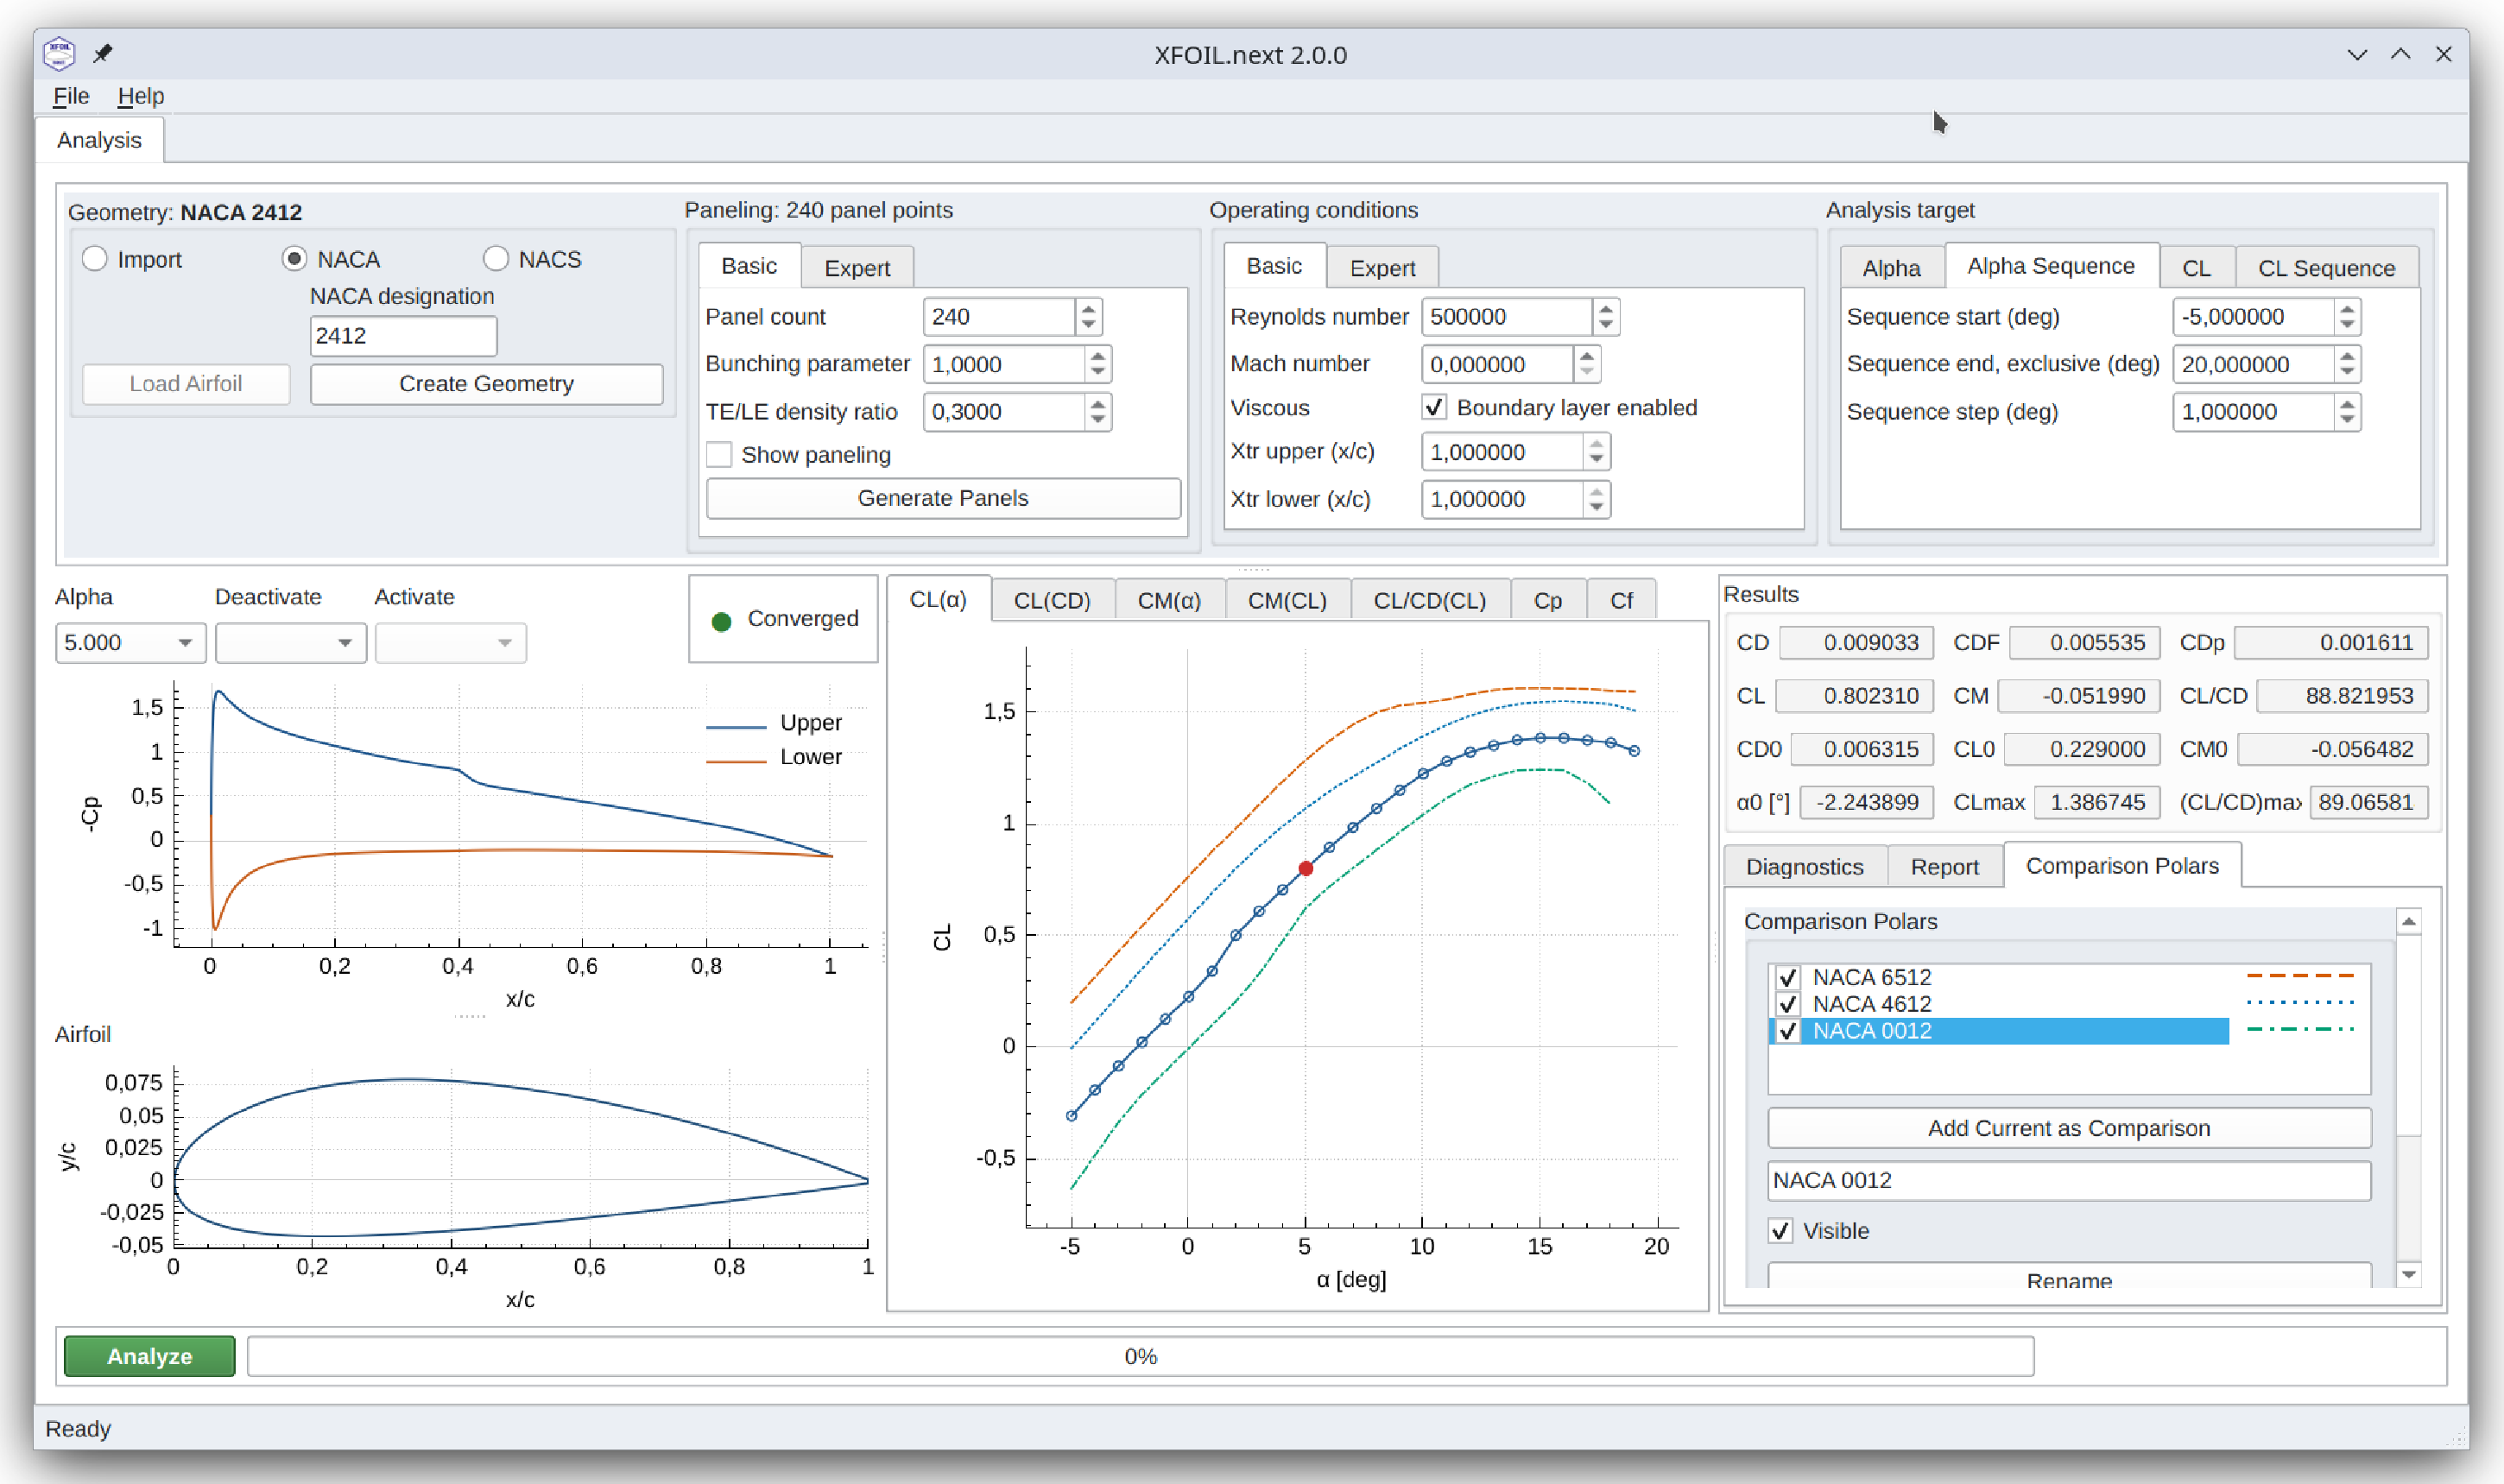 XFOIL.next 2.0.0
File Help
Analysis
Geometry: NACA 2412
Import NACA NACS
NACA designation
2412
Load Airfoil Create Geometry
Paneling: 240 panel points
Basic Expert
Panel count 240
Bunching parameter 1,0000
TE/LE density ratio 0,3000
Show paneling
Generate Panels
Operating conditions
Basic Expert
Reynolds number 500000
Mach number 0,000000
Viscous Boundary layer enabled
Xtr upper (x/c) 1,000000
Xtr lower (x/c) 1,000000
Analysis target
Alpha Alpha Sequence CL CL Sequence
Sequence start (deg) -5,000000
Sequence end, exclusive (deg) 20,000000
Sequence step (deg) 1,000000
Alpha Deactivate Activate
5.000
Converged
1,5
1
0,5
0
-0,5
-1
-Cp
Upper
Lower
0 0,2 0,4 0,6 0,8 1
x/c
Airfoil
0,075
0,05
0,025
0
-0,025
-0,05
y/c
0 0,2 0,4 0,6 0,8 1
x/c
CL(α) CL(CD) CM(α) CM(CL) CL/CD(CL) Cp Cf
1,5
1
0,5
0
-0,5
CL
-5 0 5 10 15 20
α [deg]
Results
CD 0.009033 CDF 0.005535 CDp 0.001611
CL 0.802310 CM -0.051990 CL/CD 88.821953
CD0 0.006315 CL0 0.229000 CM0 -0.056482
α0 [°] -2.243899 CLmax 1.386745 (CL/CD)max 89.06581
Diagnostics Report Comparison Polars
Comparison Polars
NACA 6512
NACA 4612
NACA 0012
Add Current as Comparison
NACA 0012
Visible
Rename
Analyze 0%
Ready